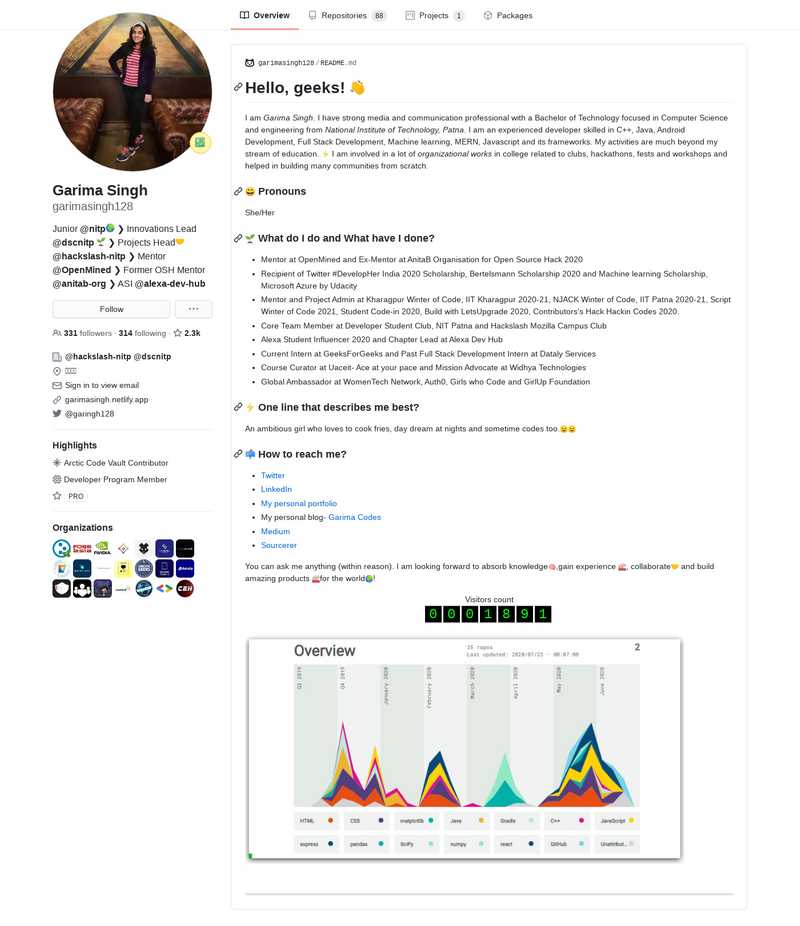 Overview
Repositories 88
Projects 1
Packages
Garima Singh
garimasingh128
Junior @nitp ❯ Innovations Lead
@dscnitp ❯ Projects Head
@hackslash-nitp ❯ Mentor
@OpenMined ❯ Former OSH Mentor
@anitab-org ❯ ASI @alexa-dev-hub
Follow
331 followers · 314 following · 2.3k
@hackslash-nitp @dscnitp
Sign in to view email
garimasingh.netlify.app
@garingh128
Highlights
Arctic Code Vault Contributor
Developer Program Member
PRO
Organizations
garimasingh128/README.md
Hello, geeks! 👋
I am Garima Singh. I have strong media and communication professional with a Bachelor of Technology focused in Computer Science
and engineering from National Institute of Technology, Patna. I am an experienced developer skilled in C++, Java, Android
Development, Full Stack Development, Machine learning, MERN, Javascript and its frameworks. My activities are much beyond my
stream of education. ⚡ I am involved in a lot of organizational works in college related to clubs, hackathons, fests and workshops and
helped in building many communities from scratch.
😄 Pronouns
She/Her
🌱 What do I do and What have I done?
Mentor at OpenMined and Ex-Mentor at AnitaB Organisation for Open Source Hack 2020
Recipient of Twitter #DevelopHer India 2020 Scholarship, Bertelsmann Scholarship 2020 and Machine learning Scholarship,
Microsoft Azure by Udacity
Mentor and Project Admin at Kharagpur Winter of Code, IIT Kharagpur 2020-21, NJACK Winter of Code, IIT Patna 2020-21, Script
Winter of Code 2021, Student Code-in 2020, Build with LetsUpgrade 2020, Contributors's Hack Hackin Codes 2020.
Core Team Member at Developer Student Club, NIT Patna and Hackslash Mozilla Campus Club
Alexa Student Influencer 2020 and Chapter Lead at Alexa Dev Hub
Current Intern at GeeksForGeeks and Past Full Stack Development Intern at Dataly Services
Course Curator at Uaceit- Ace at your pace and Mission Advocate at Widhya Technologies
Global Ambassador at WomenTech Network, Auth0, Girls who Code and GirlUp Foundation
⚡ One line that describes me best?
An ambitious girl who loves to cook fries, day dream at nights and sometime codes too.
📫 How to reach me?
Twitter
LinkedIn
My personal portfolio
My personal blog- Garima Codes
Medium
Sourcerer
You can ask me anything (within reason). I am looking forward to absorb knowledge,gain experience , collaborate and build
amazing products for the world!
Visitors count
0001891
Overview
15 repos
Last updated: 2020/07/23 - 08:07:00
2
Q3 2019
Q4 2019
January 2020
February 2020
March 2020
April 2020
May 2020
June 2020
HTML
CSS
matplotlib
Java
Gradle
C++
JavaScript
express
pandas
SciPy
numpy
react
GitHub
Unattribut...